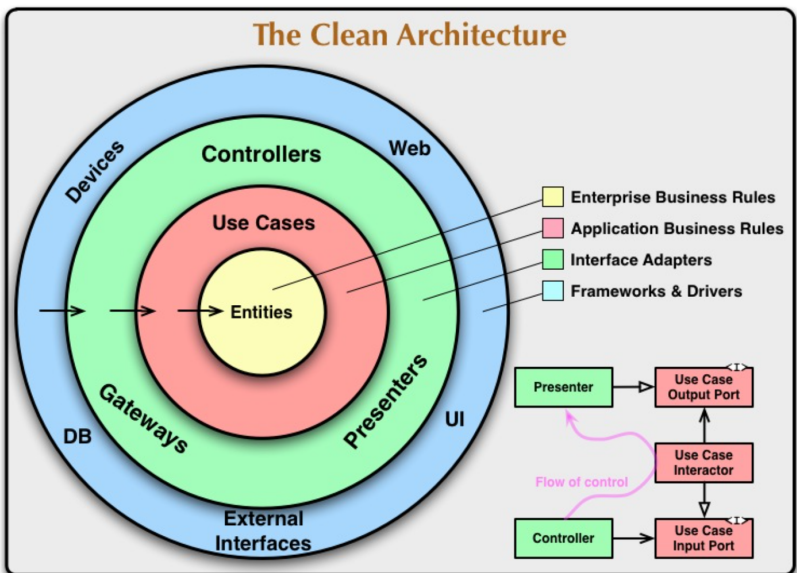 The Clean Architecture
Devices
Controllers
Web
Use Cases
Entities
Gateways
Presenters
DB
UI
External
Interfaces
Enterprise Business Rules
Application Business Rules
Interface Adapters
Frameworks & Drivers
Presenter
<I>
Use Case
Output Port
Use Case
Interactor
Flow of control
Controller
<I>
Use Case
Input Port